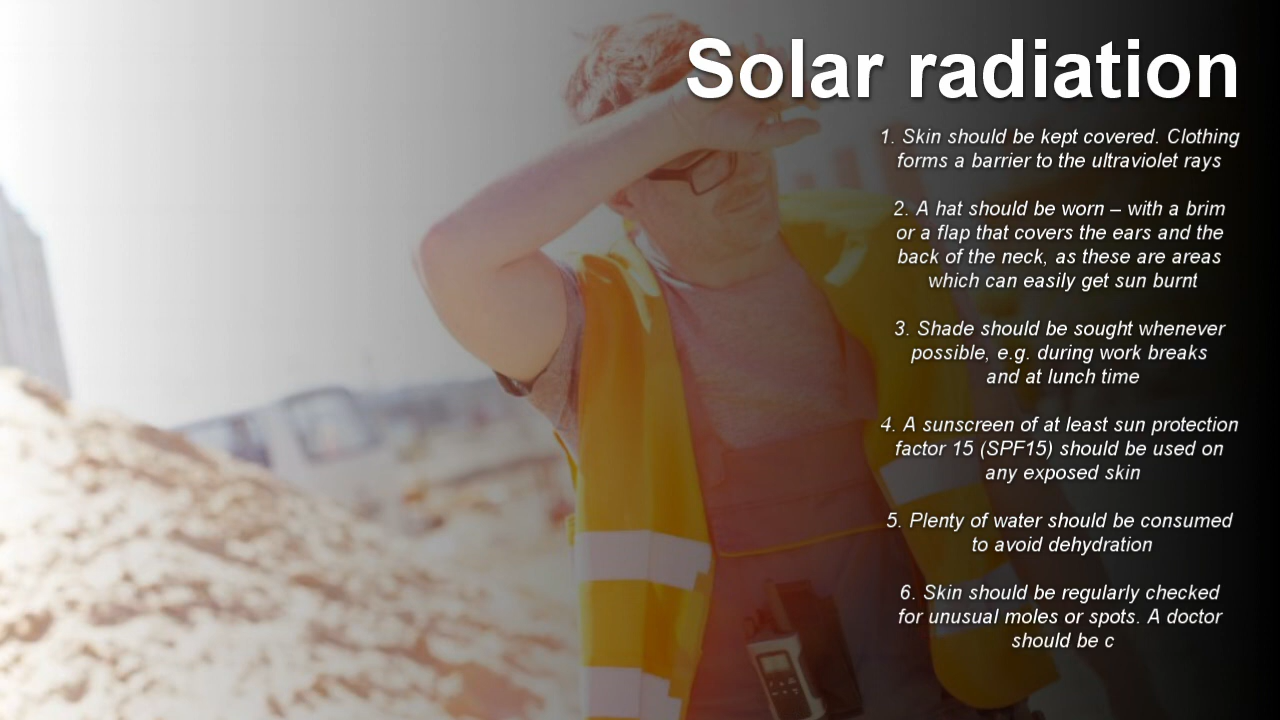 Solar radiation
1. Skin should be kept covered. Clothing
forms a barrier to the ultraviolet rays
2. A hat should be worn – with a brim
or a flap that covers the ears and the
back of the neck, as these are areas
which can easily get sun burnt
3. Shade should be sought whenever
possible, e.g. during work breaks
and at lunch time
4. A sunscreen of at least sun protection
factor 15 (SPF15) should be used on
any exposed skin
5. Plenty of water should be consumed
to avoid dehydration
6. Skin should be regularly checked
for unusual moles or spots. A doctor
should be c